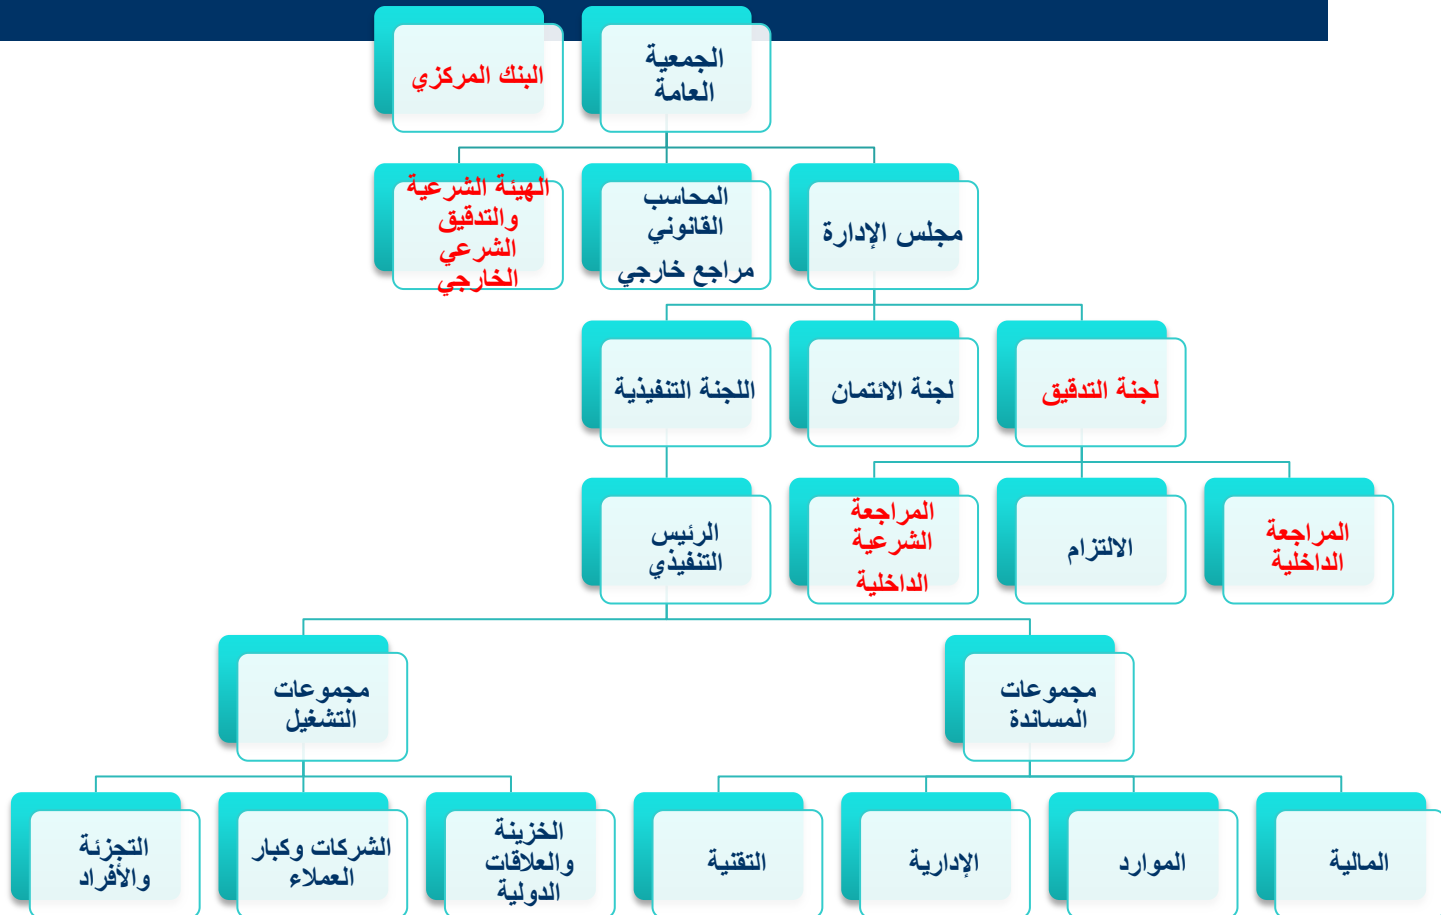 الجمعية
العامة
البنك المركزي
مجلس الإدارة
المحاسب
القانوني
مراجع خارجي
الهيئة الشرعية
والتدقيق
الشرعي
الخارجي
لجنة التدقيق
لجنة الائتمان
اللجنة التنفيذية
المراجعة
الداخلية
الالتزام
المراجعة
الشرعية
الداخلية
الرئيس
التنفيذي
مجموعات
المساندة
مجموعات
التشغيل
المالية
الموارد
الإدارية
التقنية
الخزينة
والعلاقات
الدولية
الشركات وكبار
العملاء
التجزئة
والأفراد